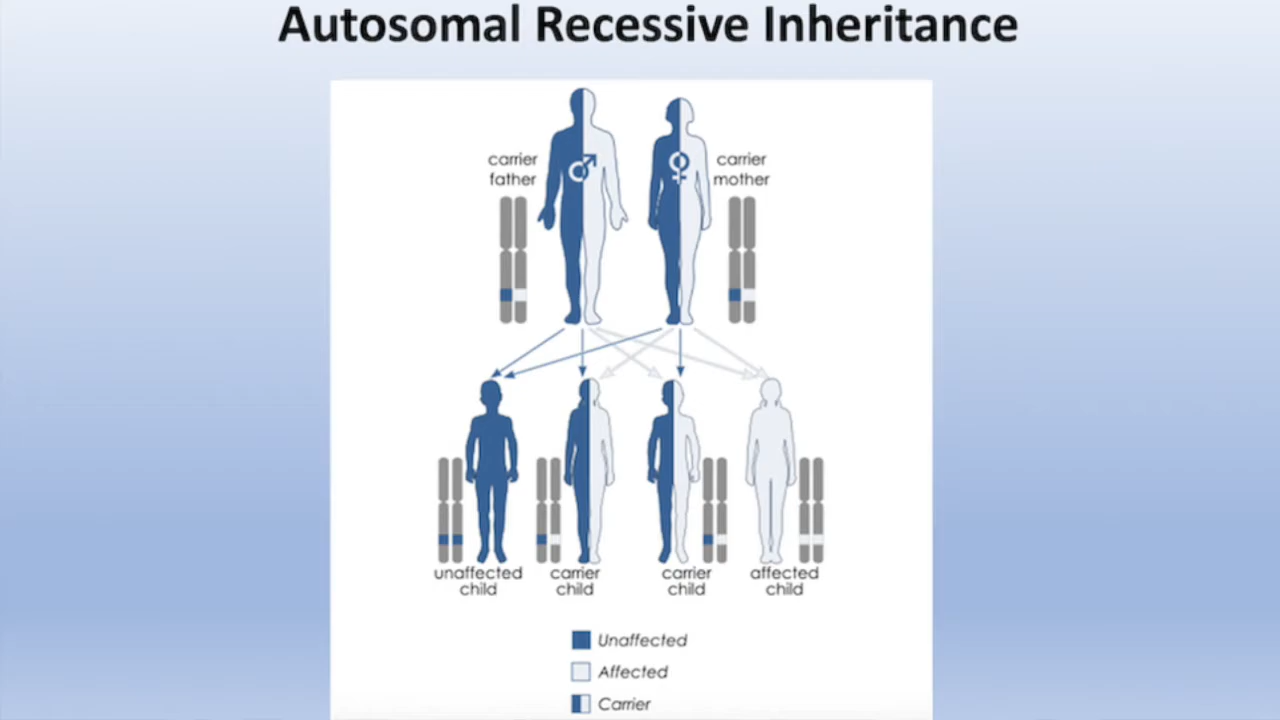 Autosomal Recessive Inheritance
carrier
father
carrier
mother
unaffected
child
carrier
child
carrier
child
affected
child
Unaffected
Affected
Carrier